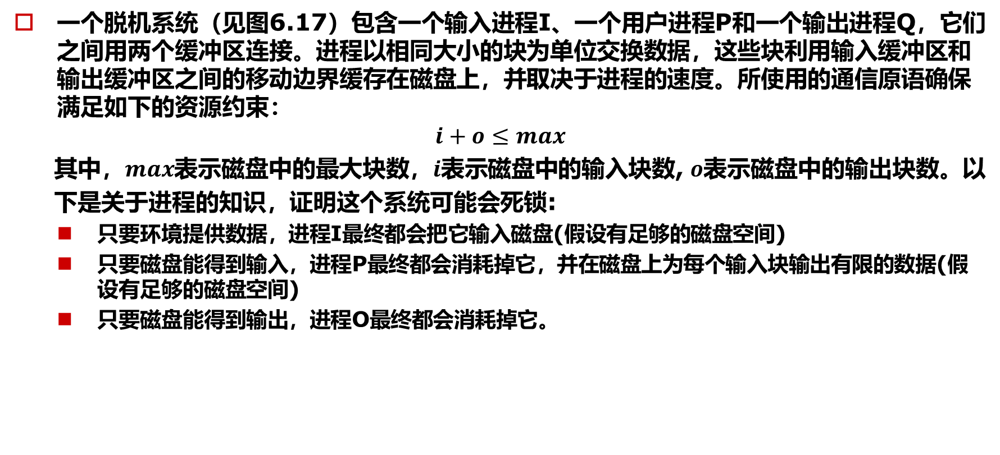 一个脱机系统（见图6.17）包含一个输入进程I、一个用户进程P和一个输出进程Q，它们
之间用两个缓冲区连接。进程以相同大小的块为单位交换数据，这些块利用输入缓冲区和
输出缓冲区之间的移动边界缓存在磁盘上，并取决于进程的速度。所使用的通信原语确保
满足如下的资源约束：
i + o ≤ max
其中，max表示磁盘中的最大块数，i表示磁盘中的输入块数, o表示磁盘中的输出块数。以
下是关于进程的知识，证明这个系统可能会死锁:
只要环境提供数据，进程I最终都会把它输入磁盘(假设有足够的磁盘空间)
只要磁盘能得到输入，进程P最终都会消耗掉它，并在磁盘上为每个输入块输出有限的数据(假
设有足够的磁盘空间)
只要磁盘能得到输出，进程O最终都会消耗掉它。